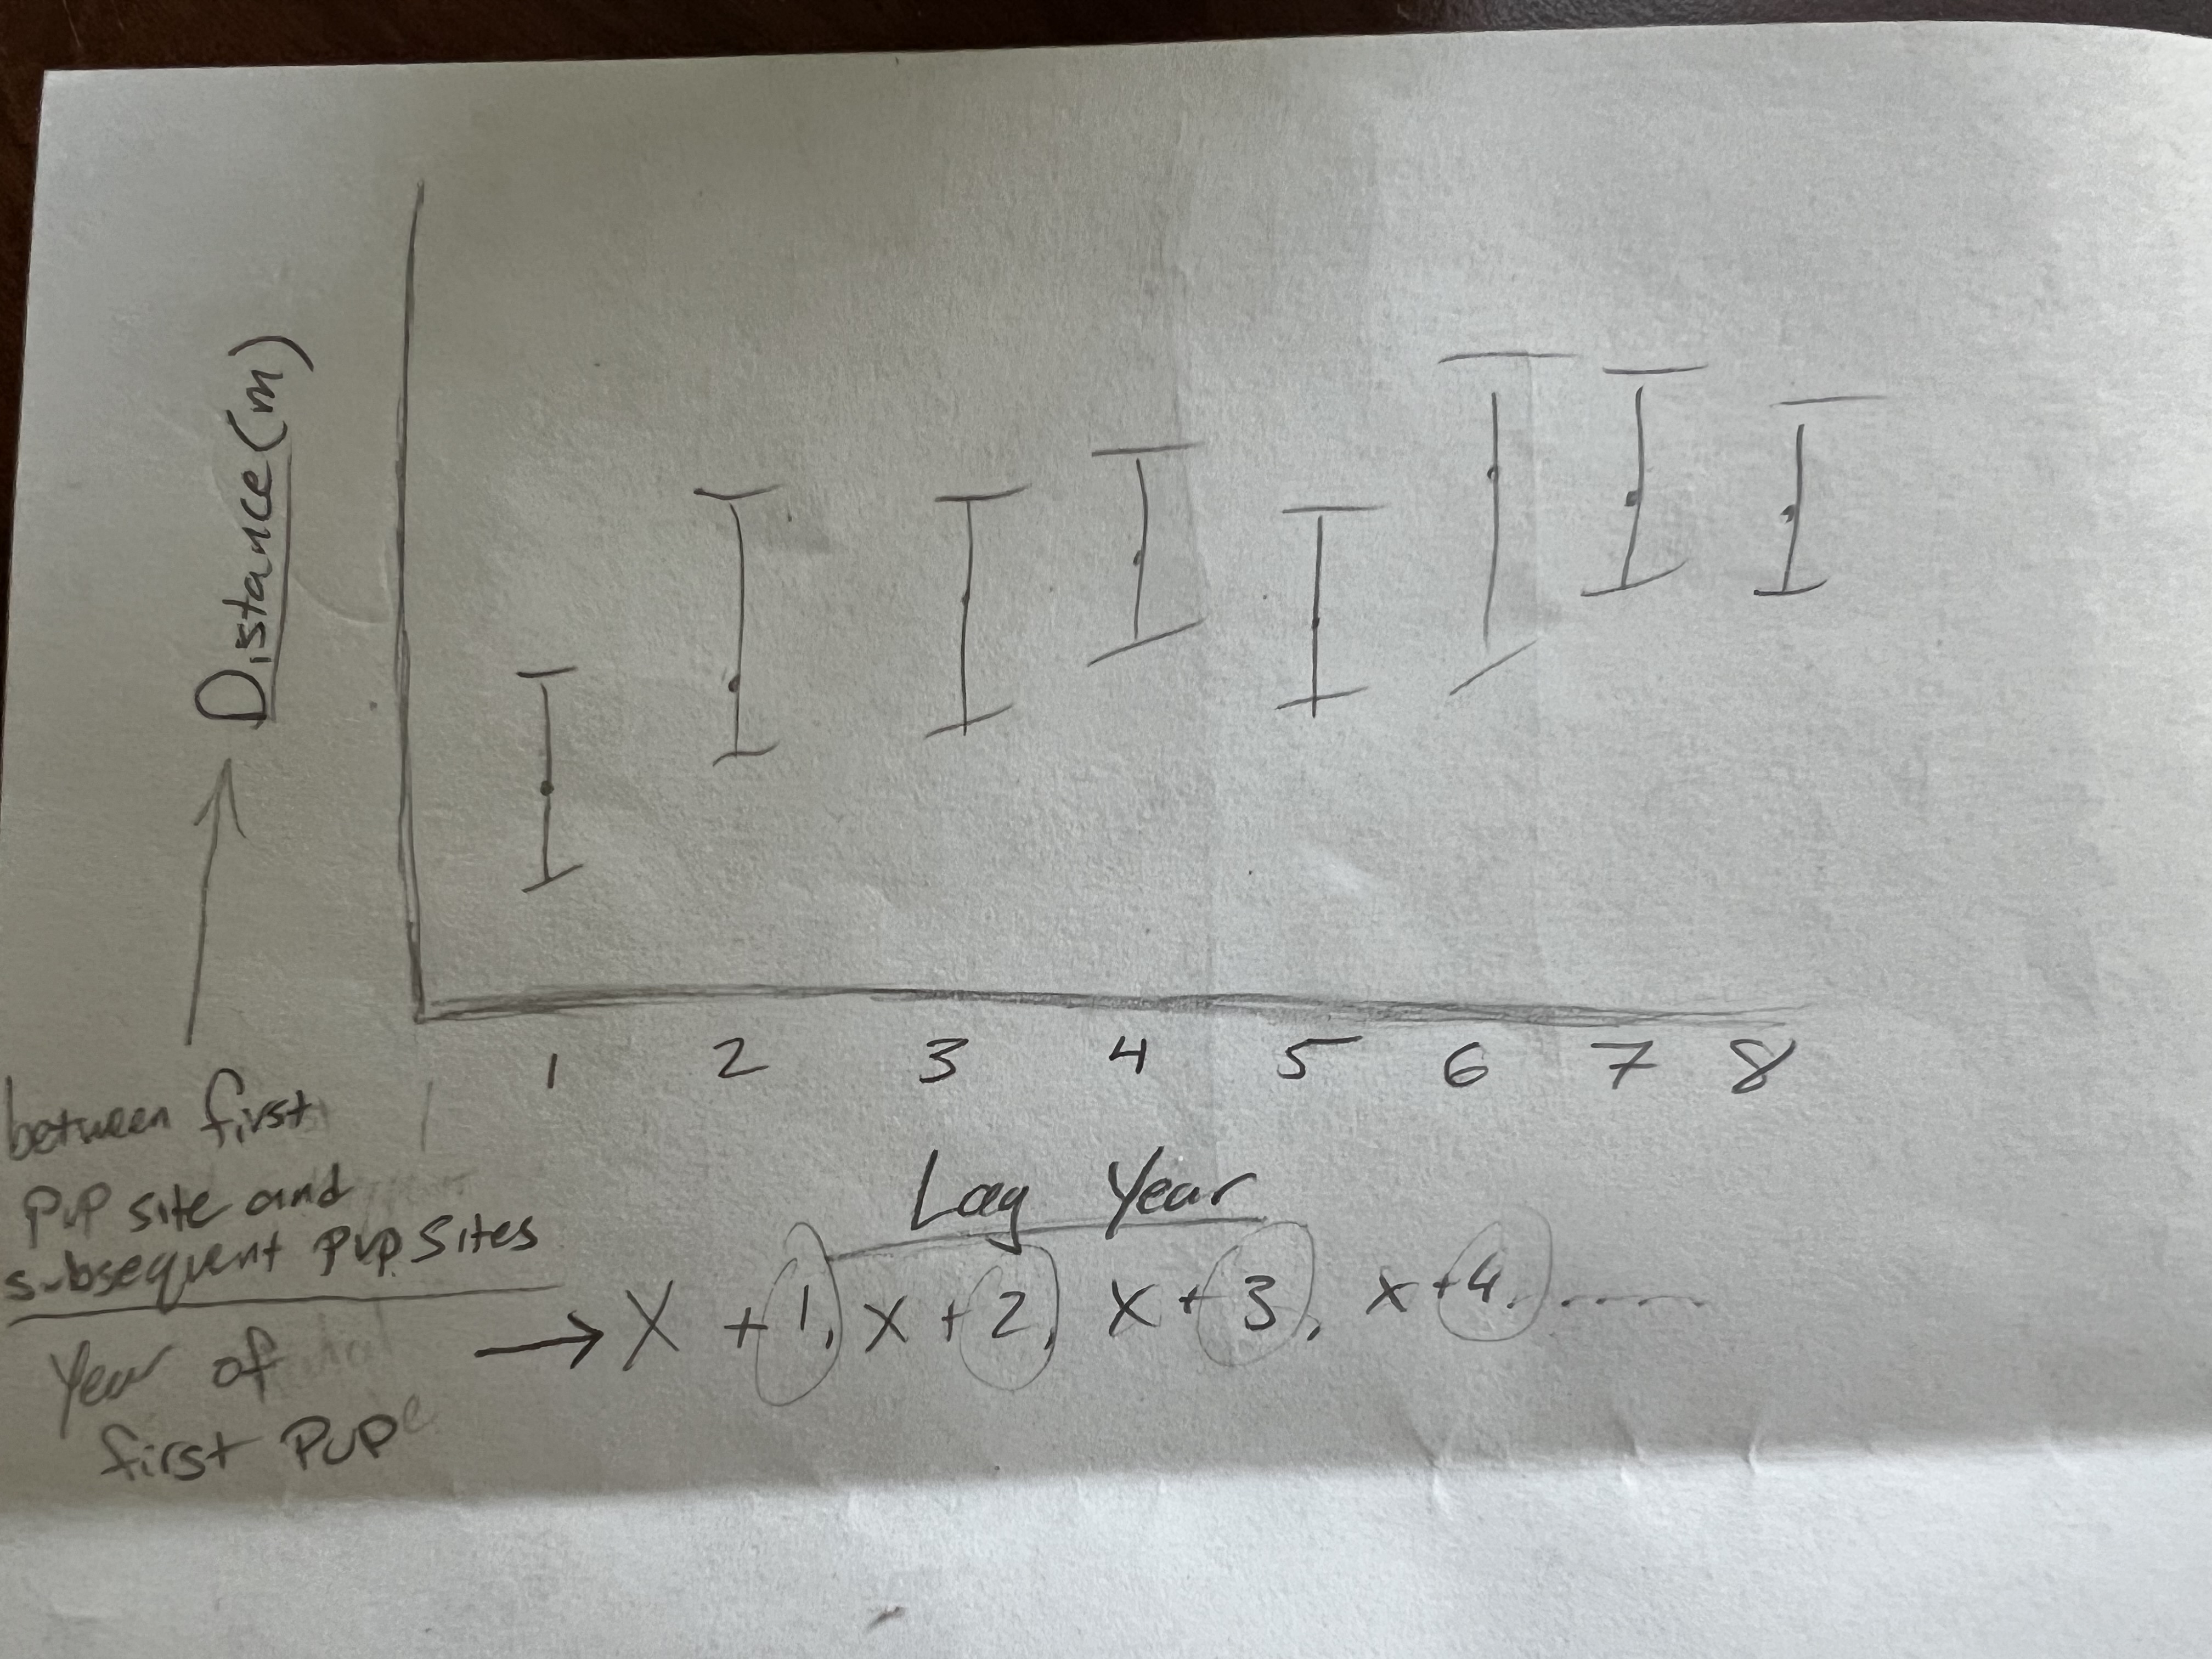 Distance (m)
1 2 3 4 5 6 7 8
Lag Year
between first
pup site and
subsequent pup sites
Year of
first PUP
→ X +1, x +2, x +3, x +4, ......